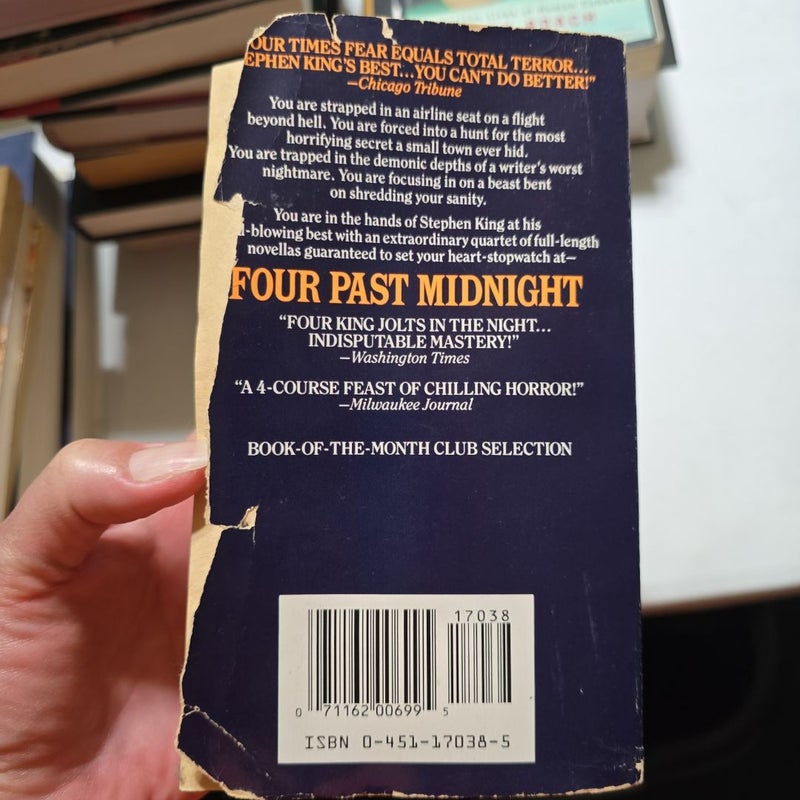 OUR TIMES FEAR EQUALS TOTAL TERROR...
EPHEN KING'S BEST...YOU CAN'T DO BETTER!"
—Chicago Tribune
You are strapped in an airline seat on a flight
beyond hell. You are forced into a hunt for the most
horrifying secret a small town ever hid.
You are trapped in the demonic depths of a writer's worst
nightmare. You are focusing in on a beast bent
on shredding your sanity.
You are in the hands of Stephen King at his
l-blowing best with an extraordinary quartet of full-length
novellas guaranteed to set your heart-stopwatch at—
FOUR PAST MIDNIGHT
"FOUR KING JOLTS IN THE NIGHT...
INDISPUTABLE MASTERY!"
—Washington Times
"A 4-COURSE FEAST OF CHILLING HORROR!"
—Milwaukee Journal
BOOK-OF-THE-MONTH CLUB SELECTION
17038
0 71162 00699 5
ISBN 0-451-17038-5